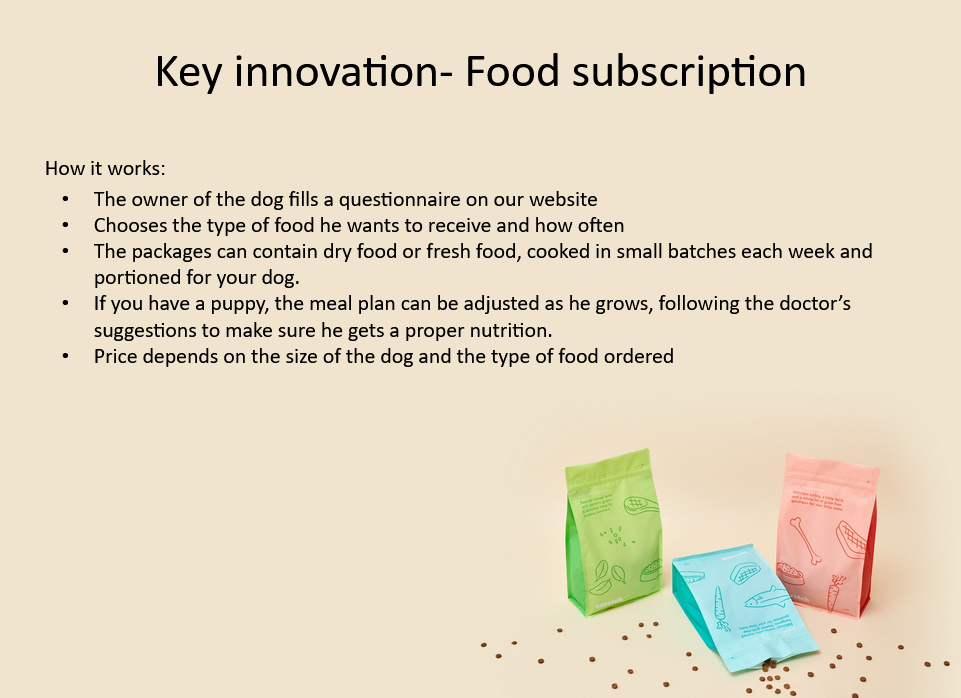 Key innovation- Food subscription
How it works:
• The owner of the dog fills a questionnaire on our website
• Chooses the type of food he wants to receive and how often
• The packages can contain dry food or fresh food, cooked in small batches each week and
portioned for your dog.
• If you have a puppy, the meal plan can be adjusted as he grows, following the doctor’s
suggestions to make sure he gets a proper nutrition.
• Price depends on the size of the dog and the type of food ordered